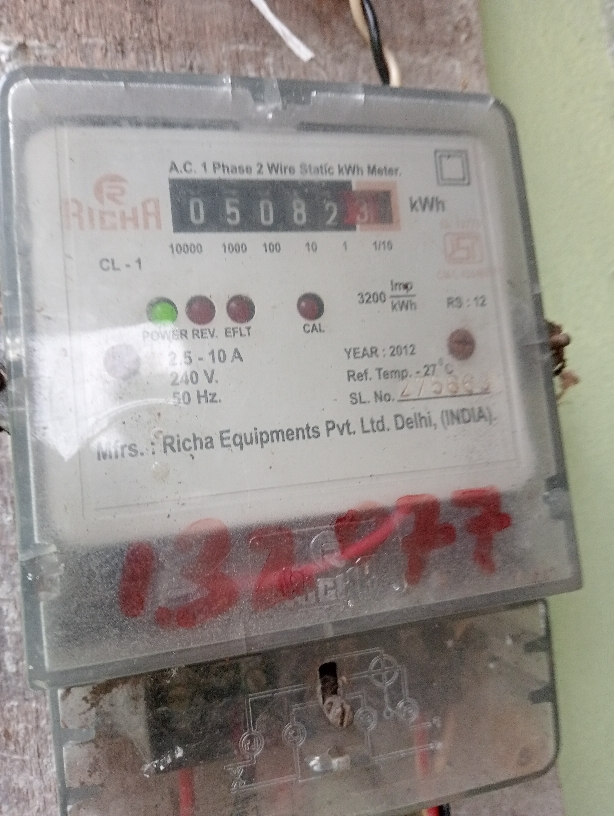 A.C. 1 Phase 2 Wire Static kWh Meter.
RICHA
0 5 0 8 2 3 kWh
10000 1000 100 10 1 1/10
CL - 1
3200 Imp/kWh
RS : 12
POWER REV. EFLT CAL
2.5 - 10 A
240 V.
50 Hz.
YEAR : 2012
Ref. Temp. - 27°C
SL. No.
Mfrs. : Richa Equipments Pvt. Ltd. Delhi, (INDIA).
RICHA